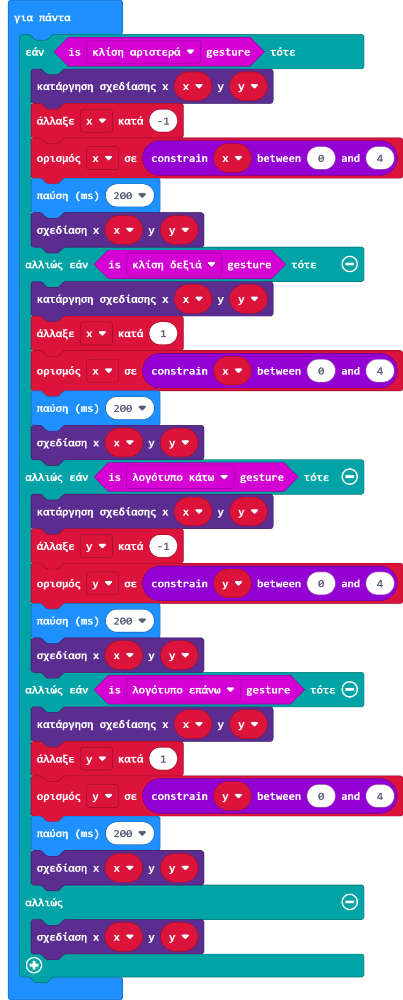 για πάντα
εάν is κλίση αριστερά gesture τότε
κατάργηση σχεδίασης x x y y
άλλαξε x κατά -1
ορισμός x σε constrain x between 0 and 4
παύση (ms) 200
σχεδίαση x x y y
αλλιώς εάν is κλίση δεξιά gesture τότε
κατάργηση σχεδίασης x x y y
άλλαξε x κατά 1
ορισμός x σε constrain x between 0 and 4
παύση (ms) 200
σχεδίαση x x y y
αλλιώς εάν is λογότυπο κάτω gesture τότε
κατάργηση σχεδίασης x x y y
άλλαξε y κατά -1
ορισμός y σε constrain y between 0 and 4
παύση (ms) 200
σχεδίαση x x y y
αλλιώς εάν is λογότυπο επάνω gesture τότε
κατάργηση σχεδίασης x x y y
άλλαξε y κατά 1
ορισμός y σε constrain y between 0 and 4
παύση (ms) 200
σχεδίαση x x y y
αλλιώς
σχεδίαση x x y y